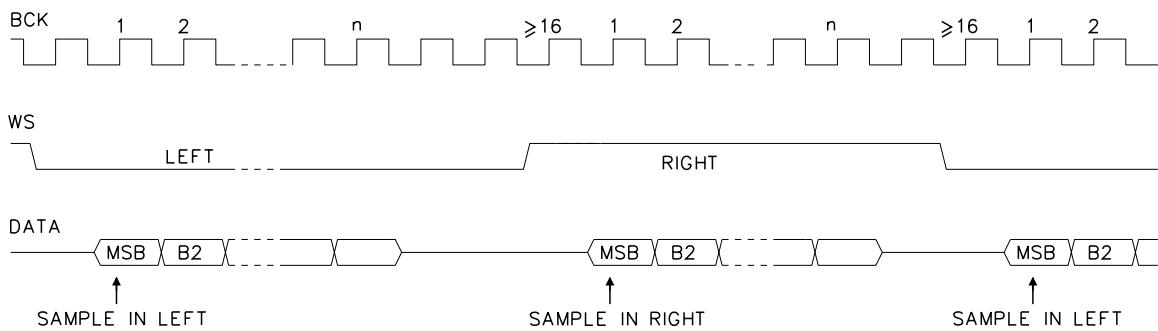 BCK
1 2 n ≥16 1 2 n ≥16 1 2
WS
LEFT RIGHT
DATA
MSB B2 MSB B2 MSB B2
SAMPLE IN LEFT SAMPLE IN RIGHT SAMPLE IN LEFT